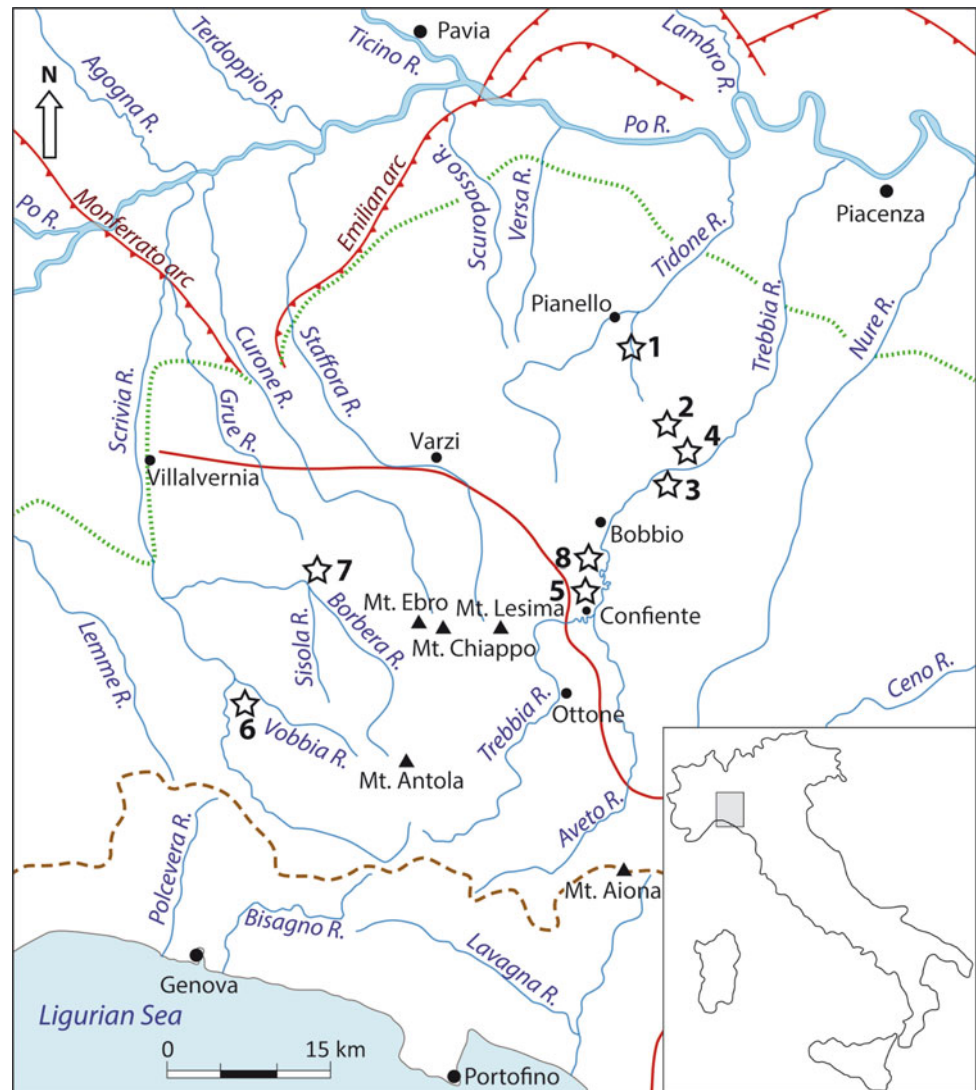 Pavia
Ticino R.
Terdoppio R.
Agogna R.
Lambro R.
N
Po R.
Piacenza
Scuropasso R.
Versa R.
Emilian arc
Monferrato arc
Po R.
Tidone R.
Pianello
1
Trebbia R.
Nure R.
Curone R.
Staffora R.
Scrivia R.
Grue R.
2
4
3
Varzi
Villalvernia
Bobbio
8
5
7
Confiente
Mt. Ebro
Mt. Lesima
Mt. Chiappo
Borbera R.
Sisola R.
Lemme R.
Ceno R.
Ottone
Trebbia R.
6
Vobbia R.
Mt. Antola
Aveto R.
Polcevera R.
Mt. Aiona
Bisagno R.
Lavagna R.
Genova
Ligurian Sea
0 15 km
Portofino